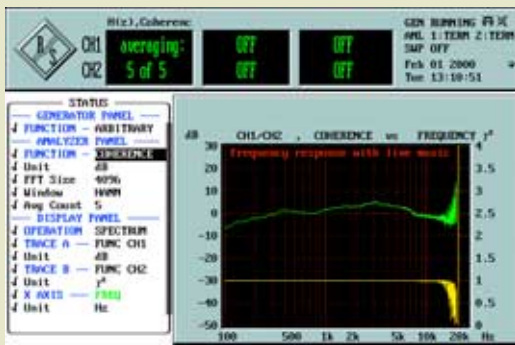 H(z),Coherenc
R/S
CH1 averaging: OFF OFF
CH2 5 of 5 OFF OFF
GEN RUNNING
ANL 1:TERM 2:TERM
SWP OFF
Feb 01 2000
Tue 13:10:51
STATUS
GENERATOR PANEL
FUNCTION ARBITRARY
ANALYZER PANEL
FUNCTION COHERENCE
Unit dB
FFT Size 4096
Window HANN
Avg Count 5
DISPLAY PANEL
OPERATION SPECTRUM
TRACE A FUNC CH1
Unit dB
TRACE B FUNC CH2
Unit γ²
X AXIS FREQ
Unit Hz
dB CH1/CH2 , COHERENCE vs FREQUENCY γ²
frequency response with live music
30 4
20 3.5
10 3
0 2.5
-10 2
-20 1.5
-30 1
-40 0.5
-50 0
100 500 1k 2k 5k 10k 20k Hz